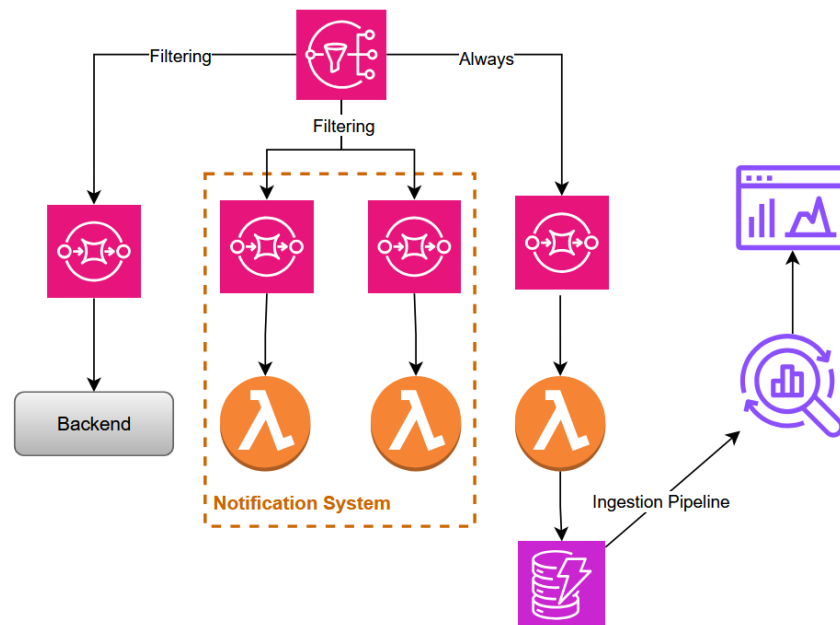 Filtering
Always
Filtering
Backend
Notification System
Ingestion Pipeline